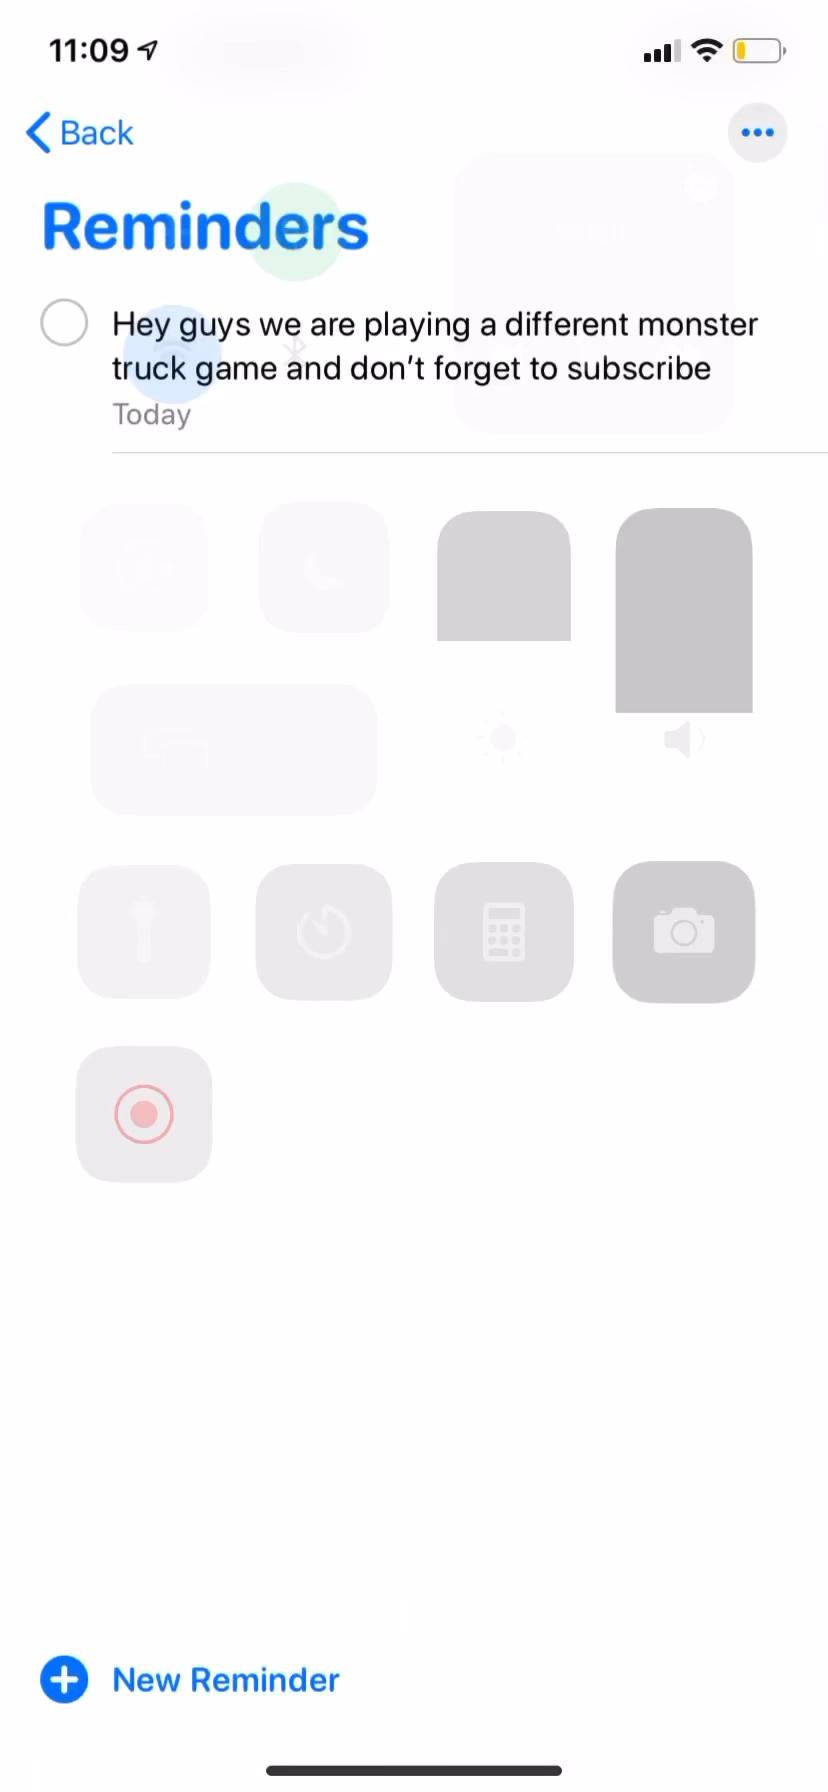 11:09
Back
Reminders
Hey guys we are playing a different monster
truck game and don’t forget to subscribe
Today
New Reminder